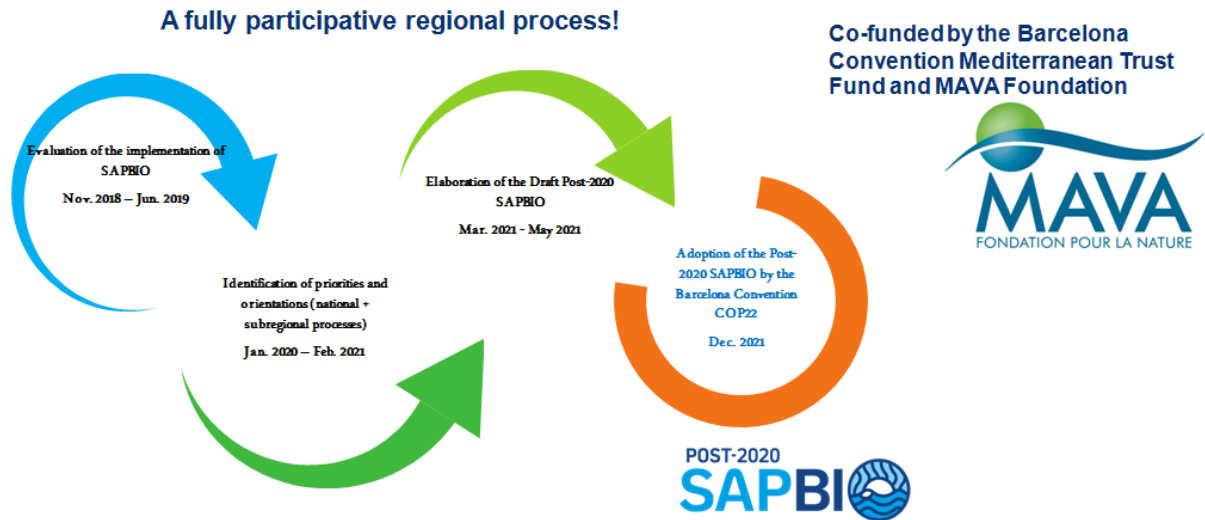 A fully participative regional process!
Co-funded by the Barcelona
Convention Mediterranean Trust
Fund and MAVA Foundation
MAVA
FONDATION POUR LA NATURE
Evaluation of the implementation of
SAPBIO
Nov. 2018 – Jun. 2019
Identification of priorities and
orientations (national +
subregional processes)
Jan. 2020 – Feb. 2021
Elaboration of the Draft Post-2020
SAPBIO
Mar. 2021 - May 2021
Adoption of the Post-
2020 SAPBIO by the
Barcelona Convention
COP22
Dec. 2021
POST-2020
SAPBIO